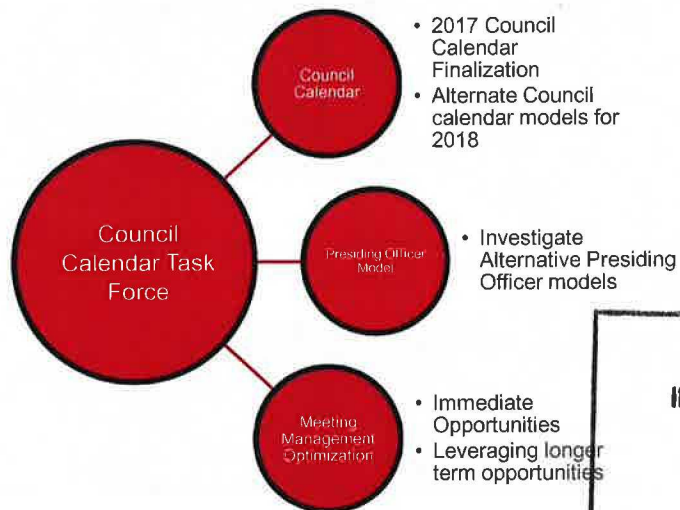 Council
Calendar Task
Force
Council
Calendar
• 2017 Council
Calendar
Finalization
• Alternate Council
calendar models for
2018
Presiding Officer
Model
• Investigate
Alternative Presiding
Officer models
Meeting
Management
Optimization
• Immediate
Opportunities
• Leveraging longer
term opportunities